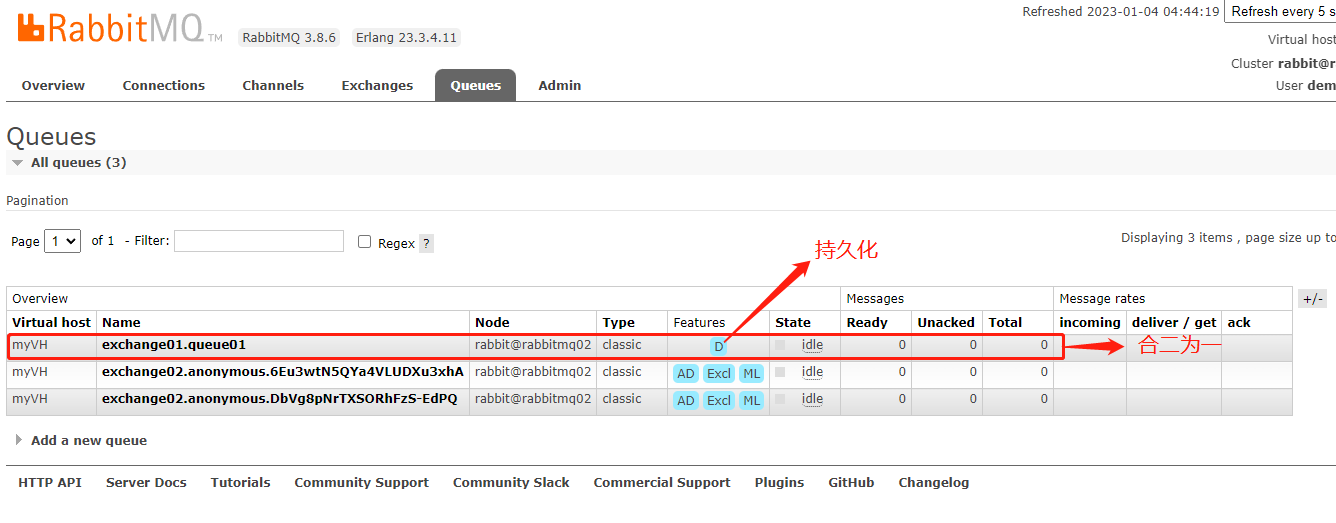 Refreshed 2023-01-04 04:44:19 Refresh every 5 s
RabbitMQ TM RabbitMQ 3.8.6 Erlang 23.3.4.11
Virtual host
Cluster rabbit@r
User dem
Overview Connections Channels Exchanges Queues Admin
Queues
All queues (3)
Pagination
Page 1 of 1 - Filter: Regex ?
Displaying 3 items , page size up to
持久化
Overview Messages Message rates +/-
Virtual host Name Node Type Features State Ready Unacked Total incoming deliver / get ack
myVH exchange01.queue01 rabbit@rabbitmq02 classic D idle 0 0 0
合二为一
myVH exchange02.anonymous.6Eu3wtN5QYa4VLUDXu3xhA rabbit@rabbitmq02 classic AD Excl ML idle 0 0 0
myVH exchange02.anonymous.DbVg8pNrTXSORhFzS-EdPQ rabbit@rabbitmq02 classic AD Excl ML idle 0 0 0
Add a new queue
HTTP API Server Docs Tutorials Community Support Community Slack Commercial Support Plugins GitHub Changelog